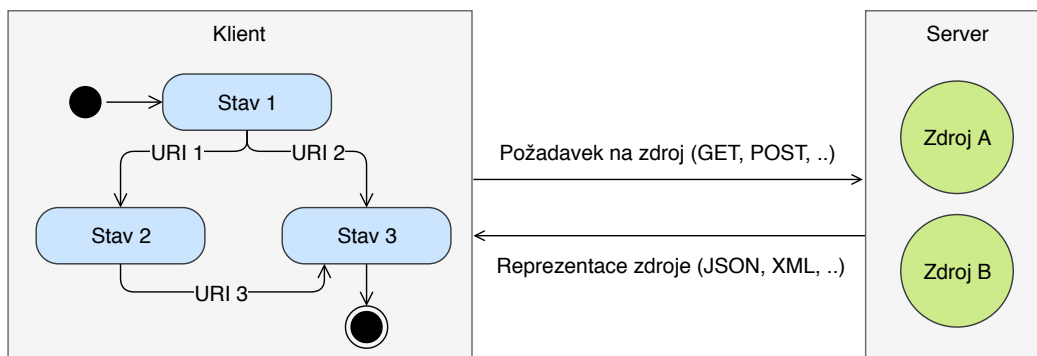 Klient
Stav 1
URI 1
URI 2
Stav 2
Stav 3
URI 3
Požadavek na zdroj (GET, POST, ..)
Reprezentace zdroje (JSON, XML, ..)
Server
Zdroj A
Zdroj B